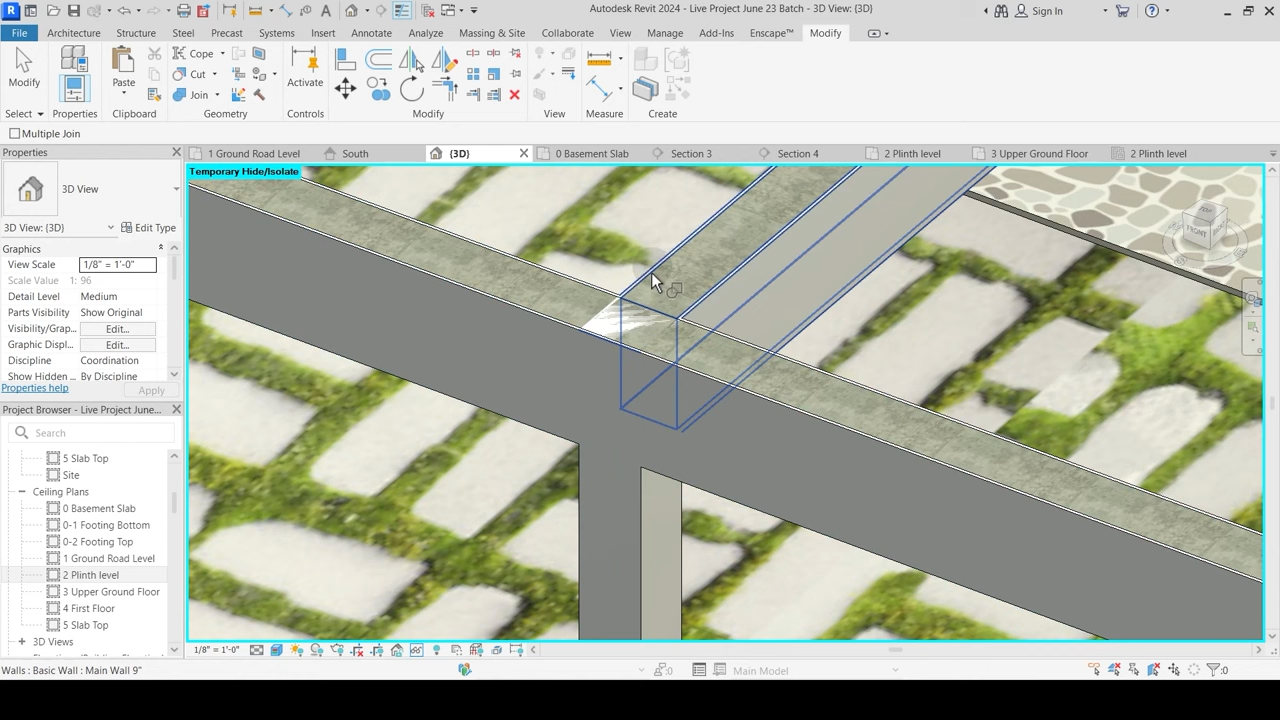 Autodesk Revit 2024 - Live Project June 23 Batch - 3D View: {3D}
Sign In
File Architecture Structure Steel Precast Systems Insert Annotate Analyze Massing & Site Collaborate View Manage Add-Ins Enscape™ Modify
Modify
Paste
Cope
Cut
Join
Activate
Select Properties Clipboard Geometry Controls Modify View Measure Create
Multiple Join
Properties
1 Ground Road Level South {3D} 0 Basement Slab Section 3 Section 4 2 Plinth level 3 Upper Ground Floor 2 Plinth level
Temporary Hide/Isolate
3D View
3D View: {3D} Edit Type
Graphics
View Scale 1/8" = 1'-0"
Scale Value 1: 96
Detail Level Medium
Parts Visibility Show Original
Visibility/Grap... Edit...
Graphic Displ... Edit...
Discipline Coordination
Show Hidden By Discipline
Properties help Apply
Project Browser - Live Project June...
Search
5 Slab Top
Site
Ceiling Plans
0 Basement Slab
0-1 Footing Bottom
0-2 Footing Top
1 Ground Road Level
2 Plinth level
3 Upper Ground Floor
4 First Floor
5 Slab Top
3D Views
FRONT
1/8" = 1'-0"
Walls : Basic Wall : Main Wall 9"
:0
Main Model
:0